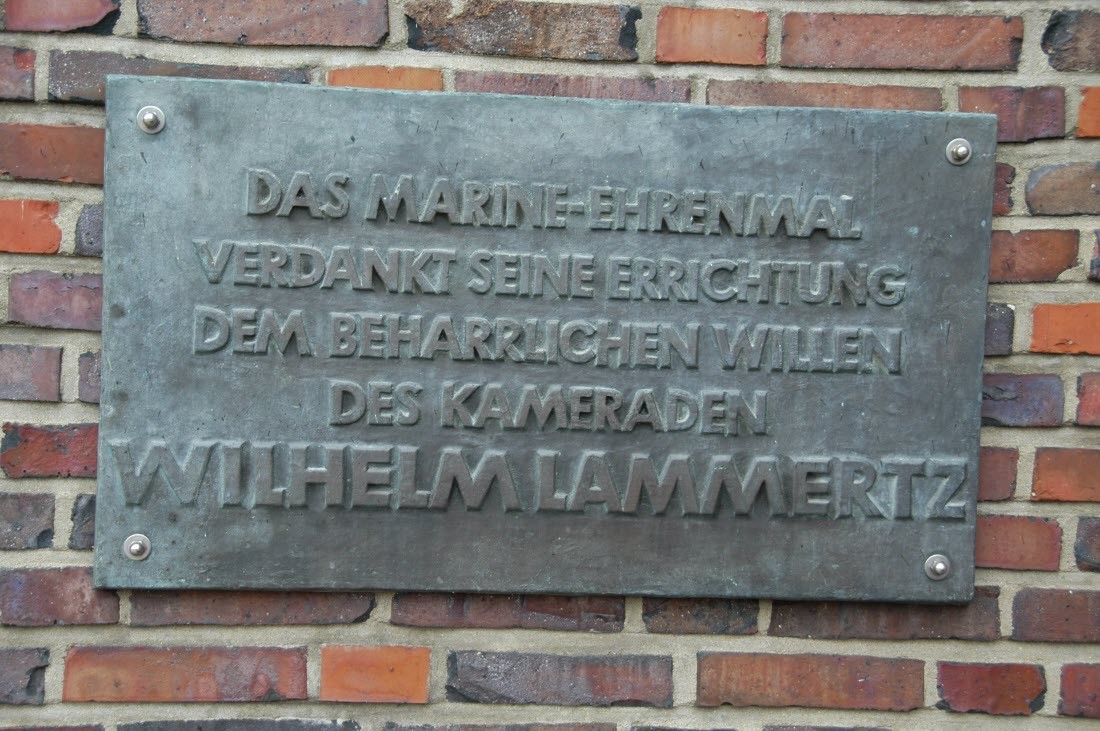 DAS MARINE-EHRENMAL
VERDANKT SEINE ERRICHTUNG
DEM BEHARRLICHEN WILLEN
DES KAMERADEN
WILHELM LAMMERTZ